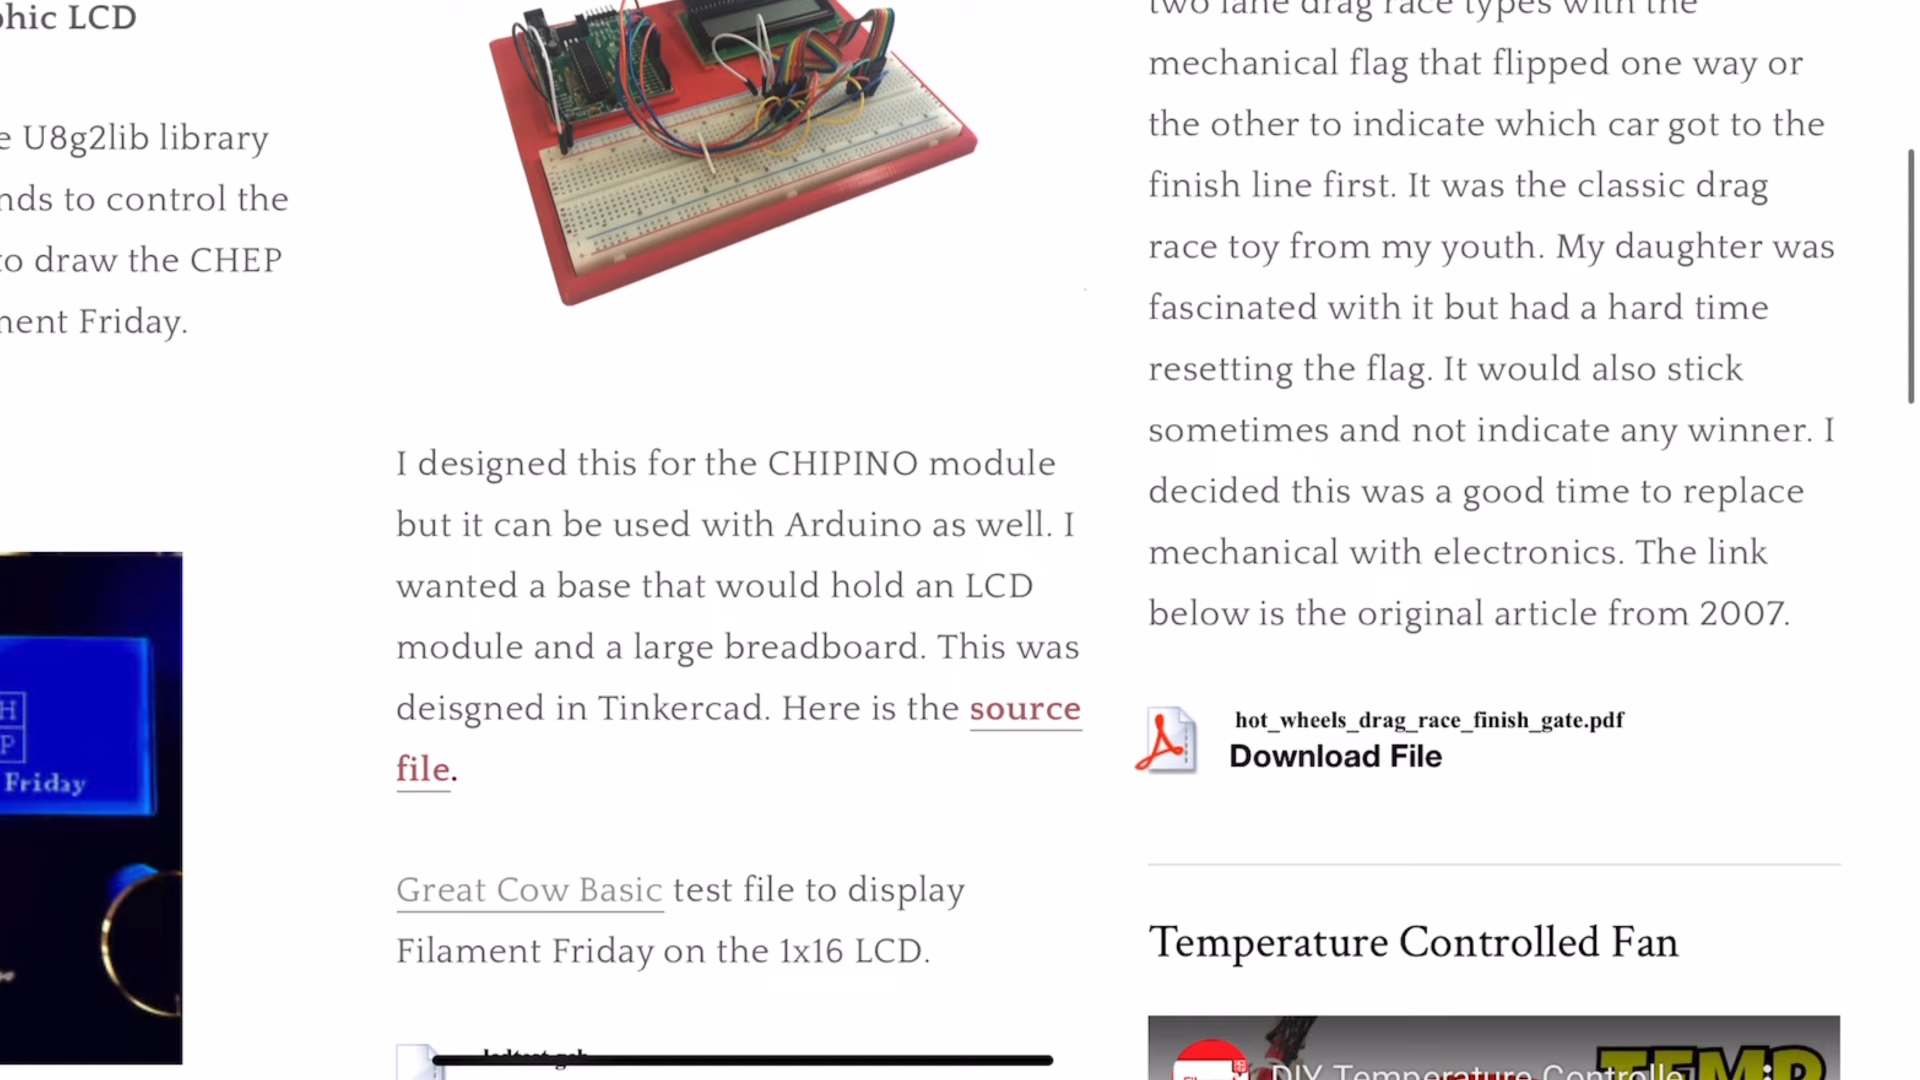 phic LCD
e U8g2lib library
nds to control the
to draw the CHEP
ment Friday.
H
P
Friday
I designed this for the CHIPINO module
but it can be used with Arduino as well. I
wanted a base that would hold an LCD
module and a large breadboard. This was
deisgned in Tinkercad. Here is the source
file.
Great Cow Basic test file to display
Filament Friday on the 1x16 LCD.
two lane drag race types with the
mechanical flag that flipped one way or
the other to indicate which car got to the
finish line first. It was the classic drag
race toy from my youth. My daughter was
fascinated with it but had a hard time
resetting the flag. It would also stick
sometimes and not indicate any winner. I
decided this was a good time to replace
mechanical with electronics. The link
below is the original article from 2007.
hot_wheels_drag_race_finish_gate.pdf
Download File
Temperature Controlled Fan
DIY Temperature Controlle
TEMP